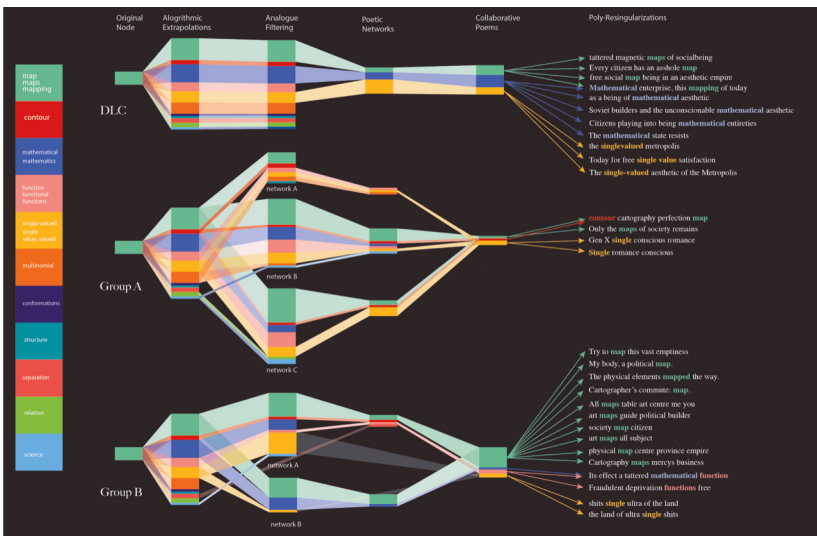 Original
Node
Alogrithmic
Extrapolations
Analogue
Filtering
Poetic
Networks
Collaborative
Poems
Poly-Resingularizations
map
maps
mapping
contour
mathematical
mathematics
function
functional
functions
single-valued
single
value, valued
multinomial
conformations
structure
separation
relation
science
DLC
tattered magnetic maps of socialbeing
Every citizen has an asshole map
free social map being in an aesthetic empire
Mathematical enterprise, this mapping of today
as a being of mathematical aesthetic
Soviet builders and the unconscionable mathematical aesthetic
Citizens playing into being mathematical entireties
The mathematical state resists
the singlevalued metropolis
Today for free single value satisfaction
The single-valued aesthetic of the Metropolis
Group A
network A
network B
network C
contour cartography perfection map
Only the maps of society remains
Gen X single conscious romance
Single romance conscious
Group B
network A
network B
Try to map this vast emptiness
My body, a political map.
The physical elements mapped the way.
Cartographer's commute: map.
All maps table art centre me you
art maps guide political builder
society map citizen
art maps all subject
physical map centre province empire
Cartography maps mercys business
Its effect a tattered mathematical function
Fraudulent deprivation functions free
shits single ultra of the land
the land of ultra single shits